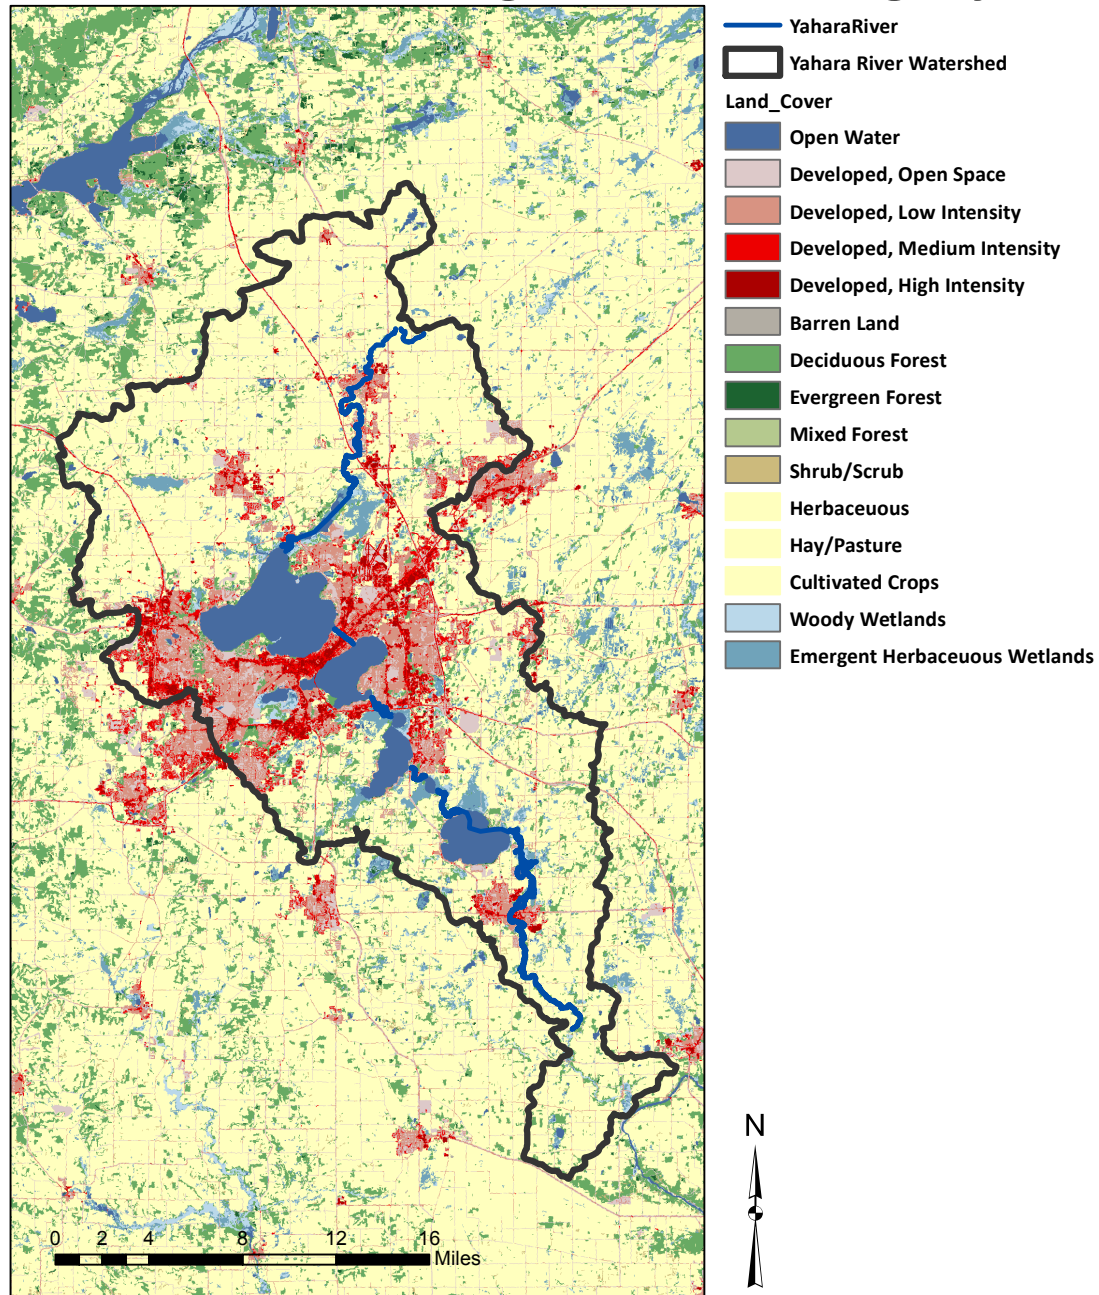 YaharaRiver
Yahara River Watershed
Land_Cover
Open Water
Developed, Open Space
Developed, Low Intensity
Developed, Medium Intensity
Developed, High Intensity
Barren Land
Deciduous Forest
Evergreen Forest
Mixed Forest
Shrub/Scrub
Herbaceuous
Hay/Pasture
Cultivated Crops
Woody Wetlands
Emergent Herbaceuous Wetlands
N
0 2 4 8 12 16
Miles